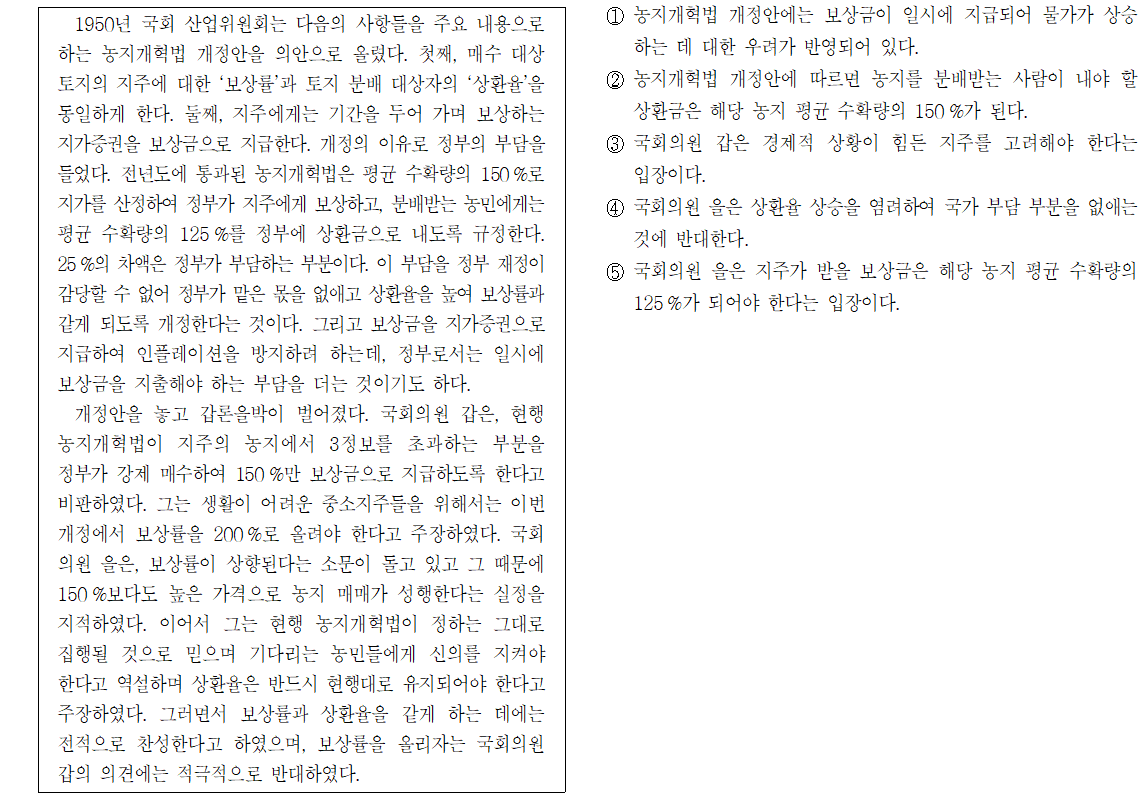 1950년 국회 산업위원회는 다음의 사항들을 주요 내용으로
하는 농지개혁법 개정안을 의안으로 올렸다. 첫째, 매수 대상
토지의 지주에 대한 ‘보상률’과 토지 분배 대상자의 ‘상환율’을
동일하게 한다. 둘째, 지주에게는 기간을 두어 가며 보상하는
지가증권을 보상금으로 지급한다. 개정의 이유로 정부의 부담을
들었다. 전년도에 통과된 농지개혁법은 평균 수확량의 150%로
지가를 산정하여 정부가 지주에게 보상하고, 분배받는 농민에게는
평균 수확량의 125%를 정부에 상환금으로 내도록 규정한다.
25%의 차액은 정부가 부담하는 부분이다. 이 부담을 정부 재정이
감당할 수 없어 정부가 맡은 몫을 없애고 상환율을 높여 보상률과
같게 되도록 개정한다는 것이다. 그리고 보상금을 지가증권으로
지급하여 인플레이션을 방지하려 하는데, 정부로서는 일시에
보상금을 지출해야 하는 부담을 더는 것이기도 하다.
개정안을 놓고 갑론을박이 벌어졌다. 국회의원 갑은, 현행
농지개혁법이 지주의 농지에서 3정보를 초과하는 부분을
정부가 강제 매수하여 150%만 보상금으로 지급하도록 한다고
비판하였다. 그는 생활이 어려운 중소지주들을 위해서는 이번
개정에서 보상률을 200%로 올려야 한다고 주장하였다. 국회
의원 을은, 보상률이 상향된다는 소문이 돌고 있고 그 때문에
150%보다도 높은 가격으로 농지 매매가 성행한다는 실정을
지적하였다. 이어서 그는 현행 농지개혁법이 정하는 그대로
집행될 것으로 믿으며 기다리는 농민들에게 신의를 지켜야
한다고 역설하며 상환율은 반드시 현행대로 유지되어야 한다고
주장하였다. 그러면서 보상률과 상환율을 같게 하는 데에는
전적으로 찬성한다고 하였으며, 보상률을 올리자는 국회의원
갑의 의견에는 적극적으로 반대하였다.
① 농지개혁법 개정안에는 보상금이 일시에 지급되어 물가가 상승
하는 데 대한 우려가 반영되어 있다.
② 농지개혁법 개정안에 따르면 농지를 분배받는 사람이 내야 할
상환금은 해당 농지 평균 수확량의 150%가 된다.
③ 국회의원 갑은 경제적 상황이 힘든 지주를 고려해야 한다는
입장이다.
④ 국회의원 을은 상환율 상승을 염려하여 국가 부담 부분을 없애는
것에 반대한다.
⑤ 국회의원 을은 지주가 받을 보상금은 해당 농지 평균 수확량의
125%가 되어야 한다는 입장이다.